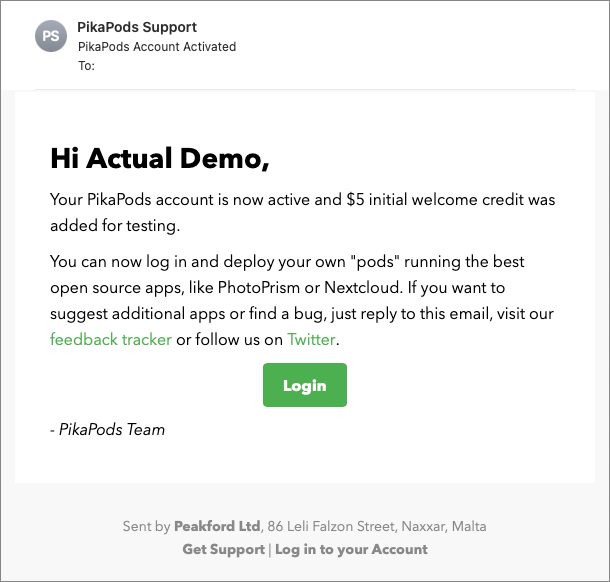 PS
PikaPods Support
PikaPods Account Activated
To:
Hi Actual Demo,
Your PikaPods account is now active and $5 initial welcome credit was
added for testing.
You can now log in and deploy your own "pods" running the best
open source apps, like PhotoPrism or Nextcloud. If you want to
suggest additional apps or find a bug, just reply to this email, visit our
feedback tracker or follow us on Twitter.
Login
- PikaPods Team
Sent by Peakford Ltd, 86 Leli Falzon Street, Naxxar, Malta
Get Support | Log in to your Account